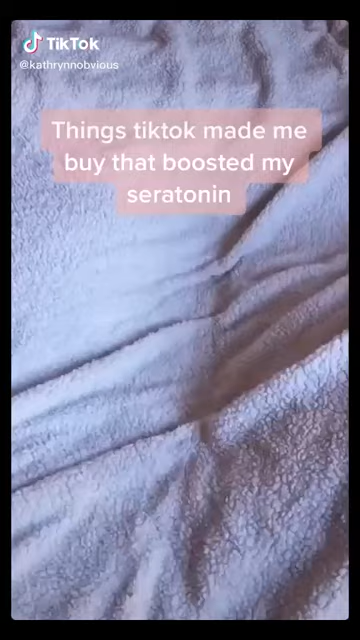 TikTok
@kathrynnobvious
Things tiktok made me
buy that boosted my
seratonin